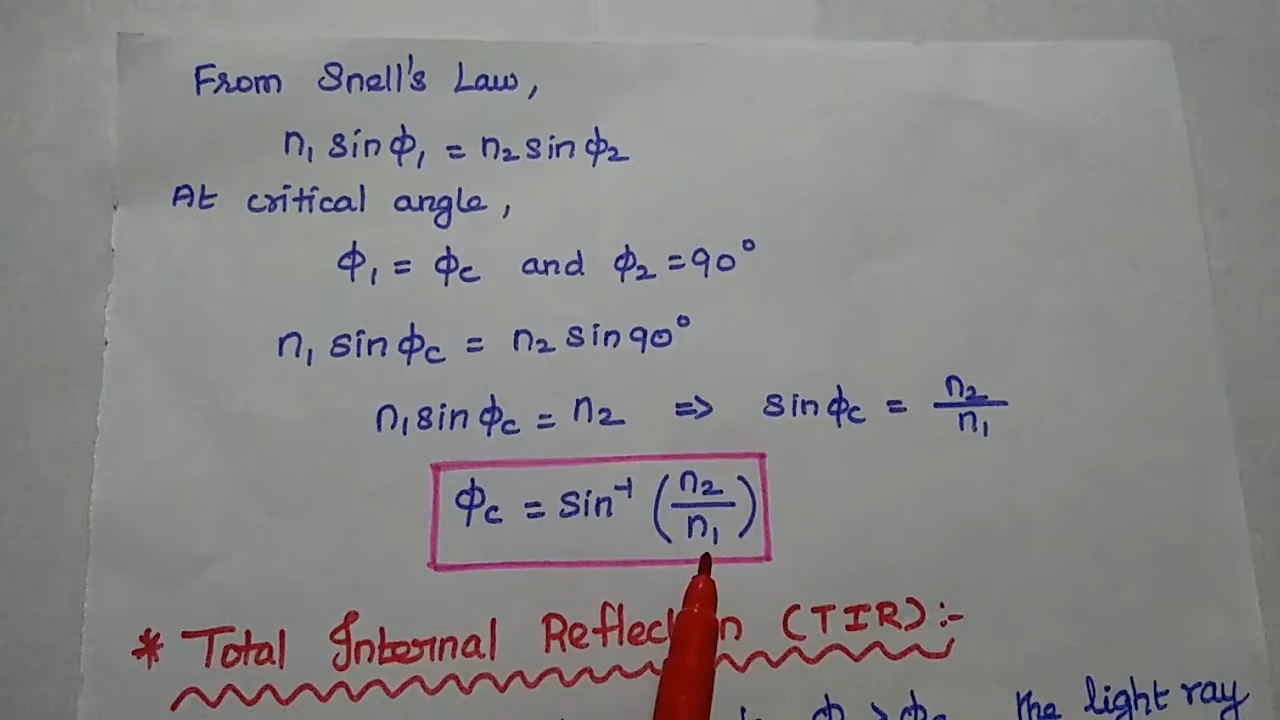 From Snell's Law,
n₁ sin ϕ₁ = n₂ sin ϕ₂
At critical angle,
ϕ₁ = ϕc and ϕ₂ = 90°
n₁ sin ϕc = n₂ sin 90°
n₁ sin ϕc = n₂ ⇒ sin ϕc = n₂/n₁
ϕc = Sin⁻¹ (n₂/n₁)
* Total Internal Reflection (TIR):-
ϕ > ϕc, the light ray